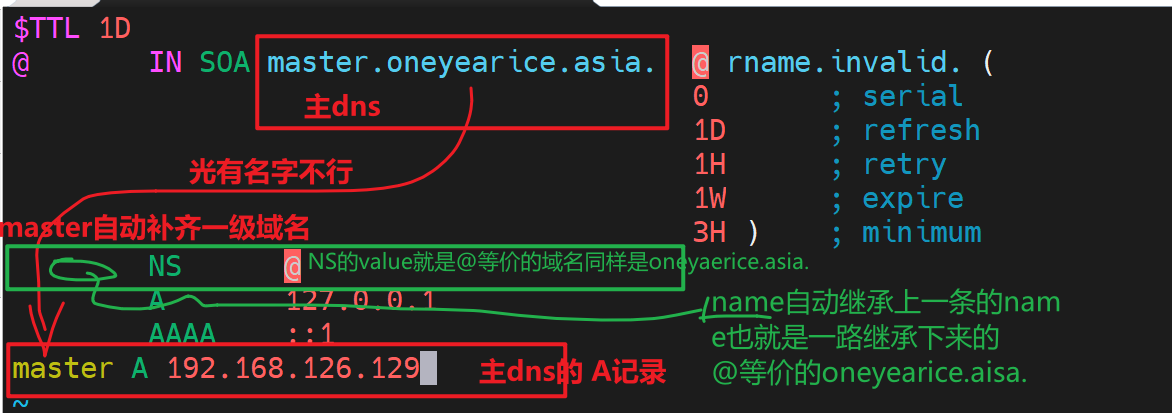 $TTL 1D
@ IN SOA master.oneyearice.asia. @ rname.invalid. (
主dns
0 ; serial
1D ; refresh
光有名字不行
1H ; retry
1W ; expire
master自动补齐一级域名
3H ) ; minimum
NS @ NS的value就是@等价的域名同样是oneyaerice.asia.
A 127.0.0.1
AAAA ::1
name自动继承上一条的nam
e也就是一路继承下来的
@等价的oneyearice.aisa.
master A 192.168.126.129
主dns的 A记录
~